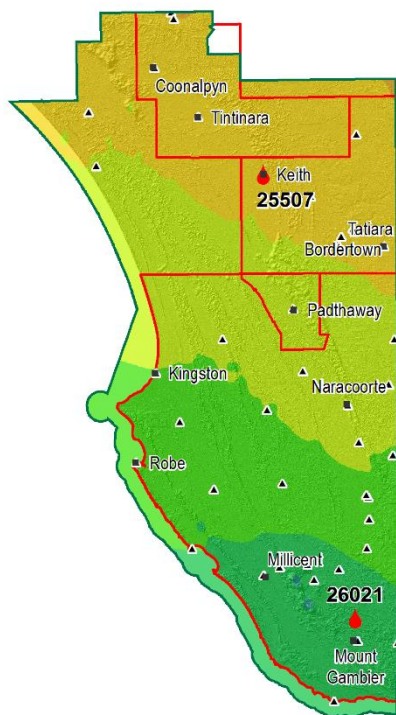 Coonalpyn
Tintinara
Keith
25507
Tatiara
Bordertown
Padthaway
Kingston
Naracoorte
Robe
Millicent
26021
Mount
Gambier